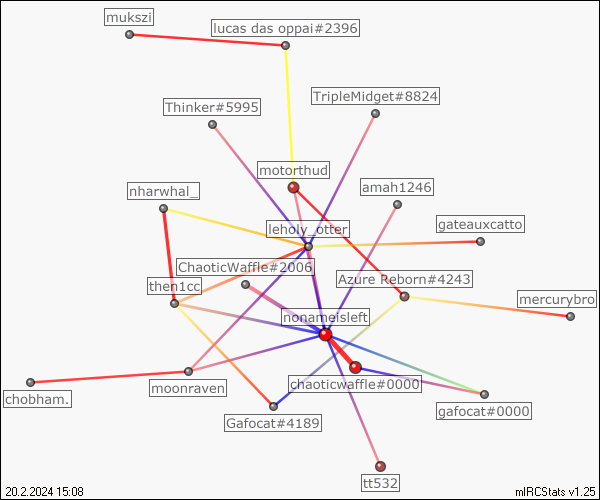 mukszi
lucas das oppai#2396
TripleMidget#8824
Thinker#5995
motorthud
amah1246
nharwhal_
gateauxcatto
leholy_otter
ChaoticWaffle#2006
Azure Reborn#4243
then1cc
mercurybro
nonameisleft
chaoticwaffle#0000
moonraven
chobham.
gafocat#0000
Gafocat#4189
tt532
20.2.2024 15:08
mIRCStats v1.25